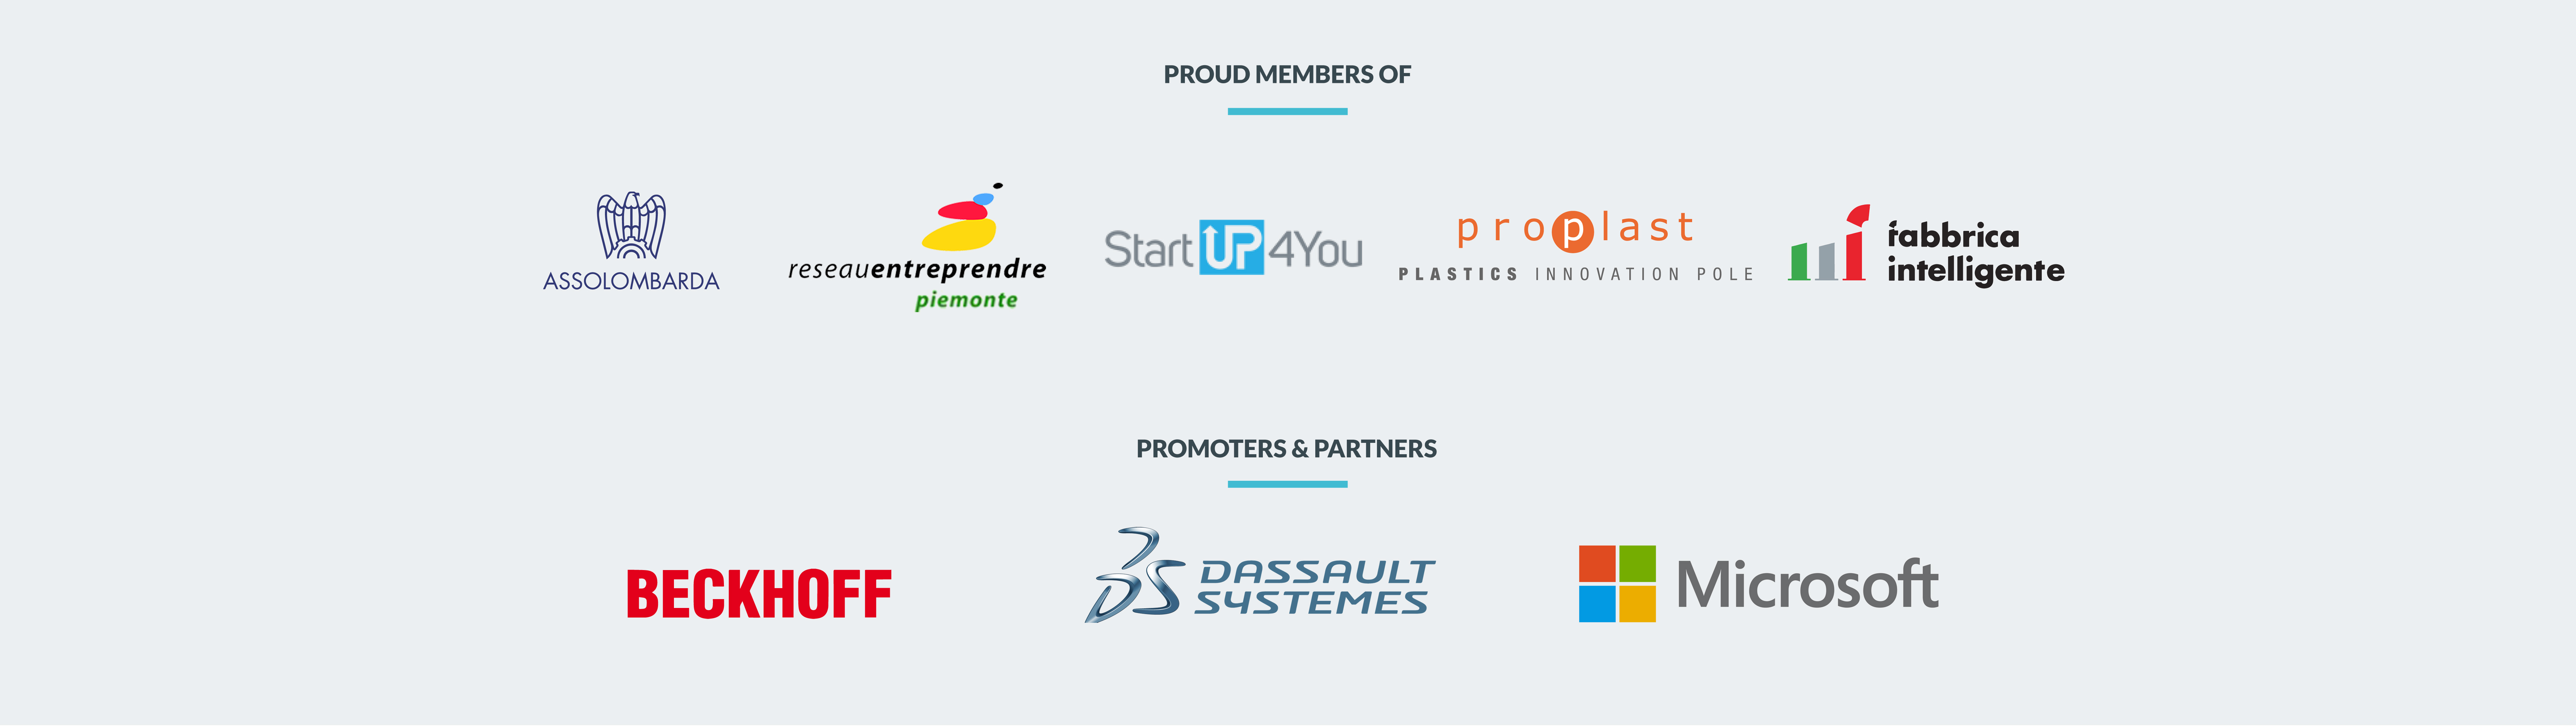 PROUD MEMBERS OF
ASSOLOMBARDA
reseauentreprendre
piemonte
StartUP4You
proplast
PLASTICS INNOVATION POLE
fabbrica
intelligente
PROMOTERS & PARTNERS
BECKHOFF
DASSAULT
SYSTEMES
Microsoft